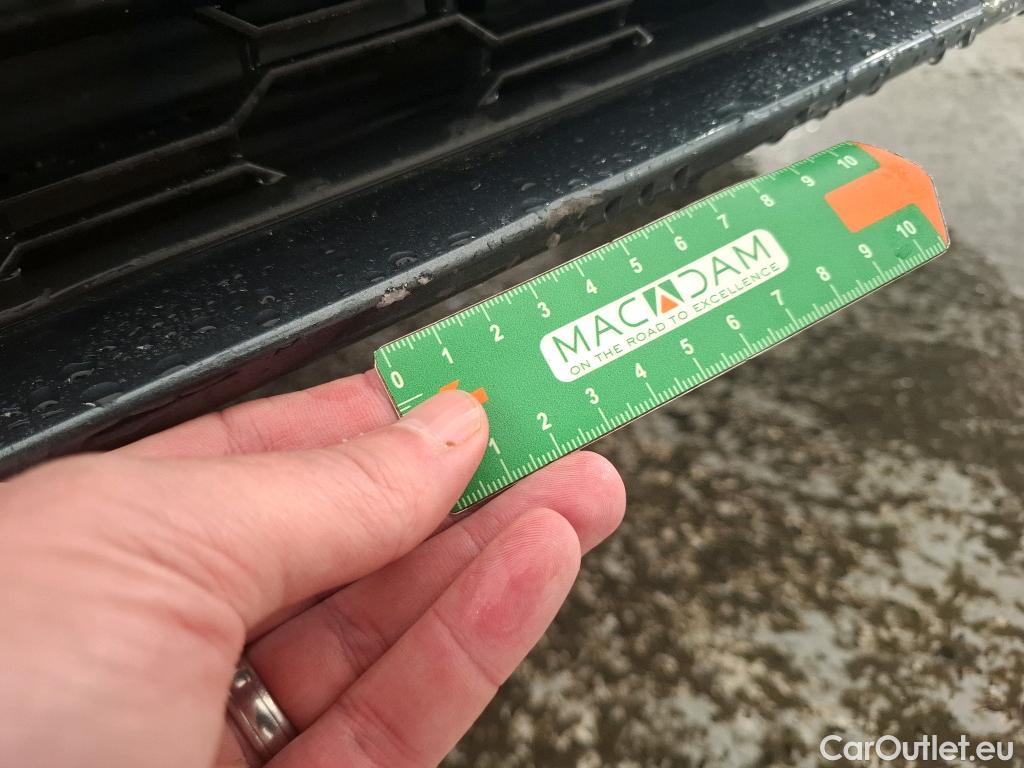 0 1 2 3 4 5 6 7 8 9 10
MACADAM
ON THE ROAD TO EXCELLENCE
1 2 3 4 5 6 7 8 9 10
CarOutlet.eu